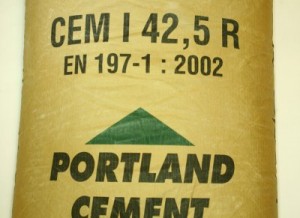 CEM I 42,5 R
EN 197-1 : 2002
PORTLAND
CEMENT